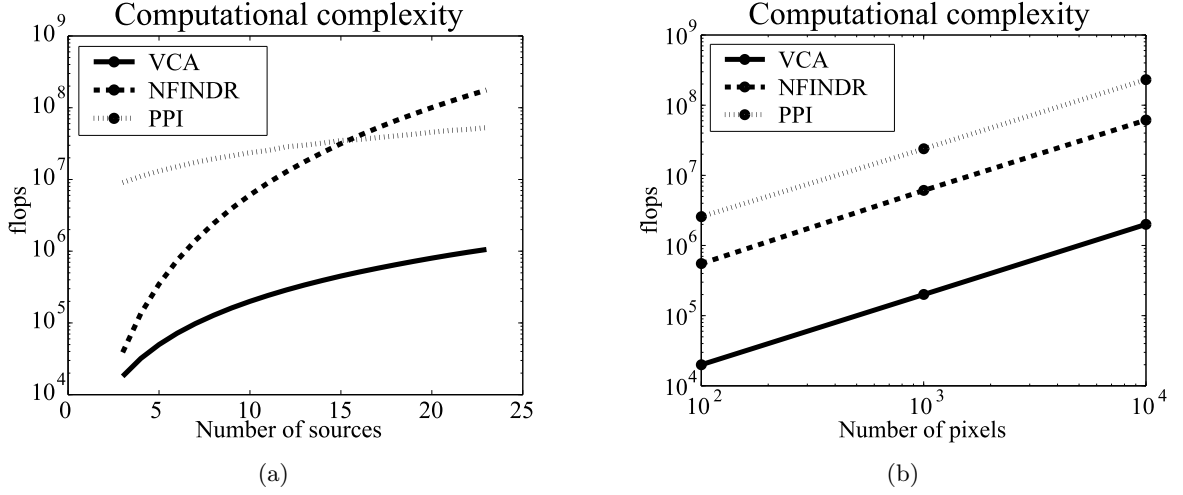 Computational complexity
10^9
10^8
10^7
10^6
10^5
10^4
flops
VCA
NFINDR
PPI
0 5 10 15 20 25
Number of sources
(a)
Computational complexity
10^9
10^8
10^7
10^6
10^5
10^4
flops
VCA
NFINDR
PPI
10^2 10^3 10^4
Number of pixels
(b)